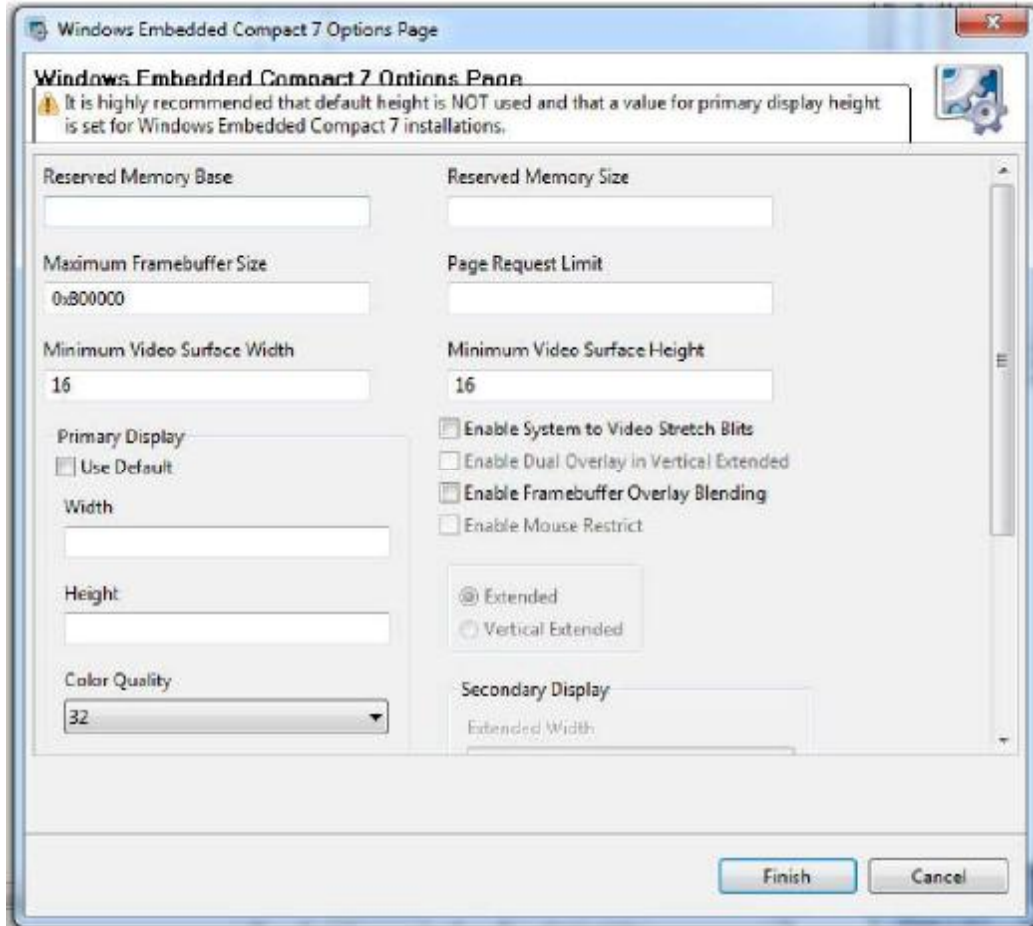 Windows Embedded Compact 7 Options Page
Windows Embedded Compact 7 Options Page
It is highly recommended that default height is NOT used and that a value for primary display height
is set for Windows Embedded Compact 7 installations.
Reserved Memory Base
Reserved Memory Size
Maximum Framebuffer Size
Page Request Limit
0xB00000
Minimum Video Surface Width
Minimum Video Surface Height
16
16
Primary Display
Use Default
Width
Height
Color Quality
32
Enable System to Video Stretch Blits
Enable Dual Overlay in Vertical Extended
Enable Framebuffer Overlay Blending
Enable Mouse Restrict
Extended
Vertical Extended
Secondary Display
Extended Width
Finish
Cancel